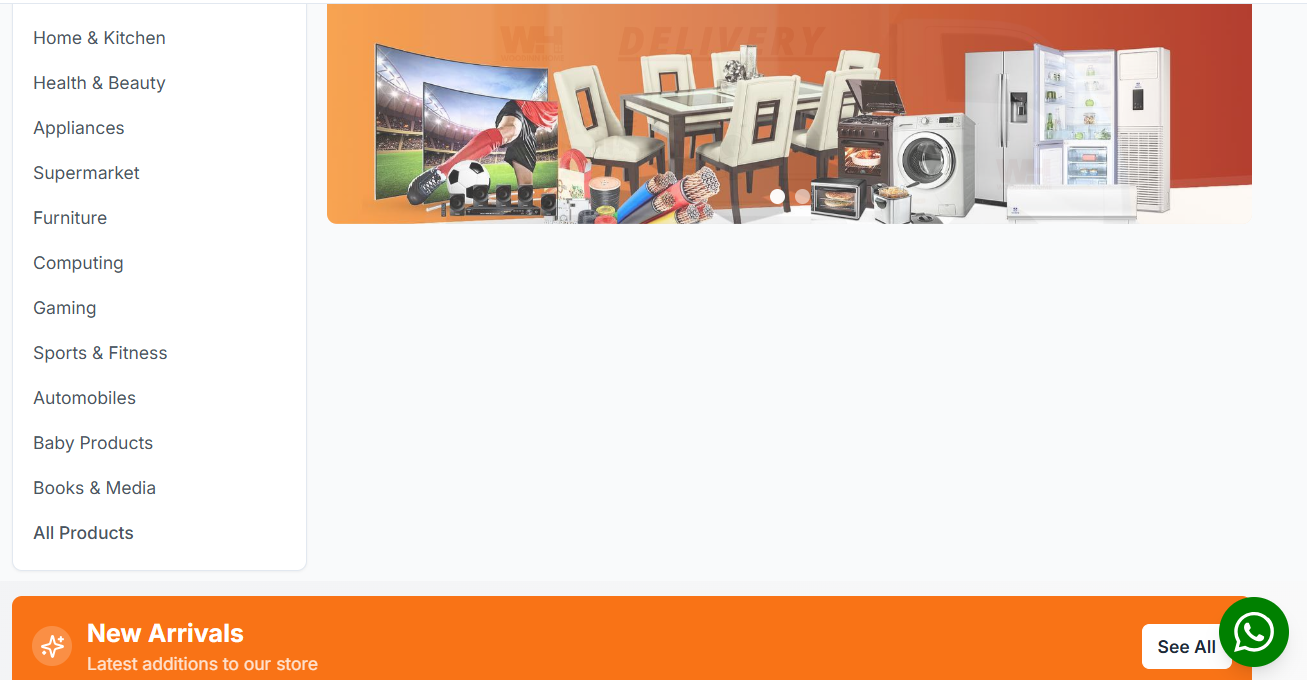 Home & Kitchen
Health & Beauty
Appliances
Supermarket
Furniture
Computing
Gaming
Sports & Fitness
Automobiles
Baby Products
Books & Media
All Products
WH DELIVERY
New Arrivals
Latest additions to our store
See All